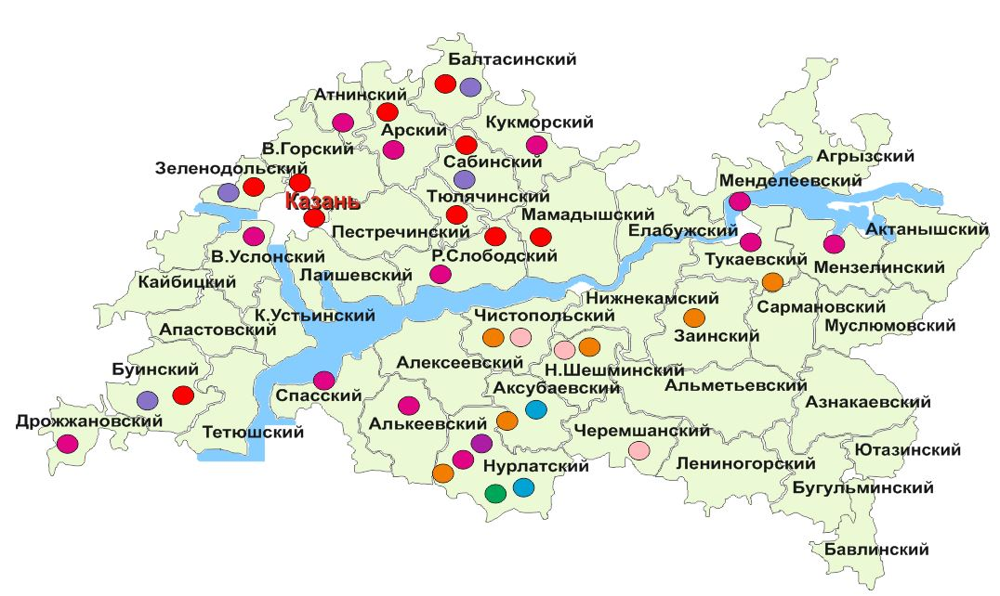 Балтасинский
Атнинский
Кукморский
Арский
В.Горский
Агрызский
Сабинский
Зеленодольский
Менделеевский
Казань
Тюлячинский
Мамадышский
Пестречинский
Елабужский
Актанышский
В.Услонский
Р.Слободский
Тукаевский
Мензелинский
Лаишевский
Кайбицкий
Нижнекамский
Сармановский
К.Устьинский
Чистопольский
Муслюмовский
Апастовский
Заинский
Алексеевский
Буинский
Н.Шешминский
Спасский
Аксубаевский
Альметьевский
Азнакаевский
Дрожжановский
Алькеевский
Тетюшский
Черемшанский
Ютазинский
Нурлатский
Лениногорский
Бугульминский
Бавлинский